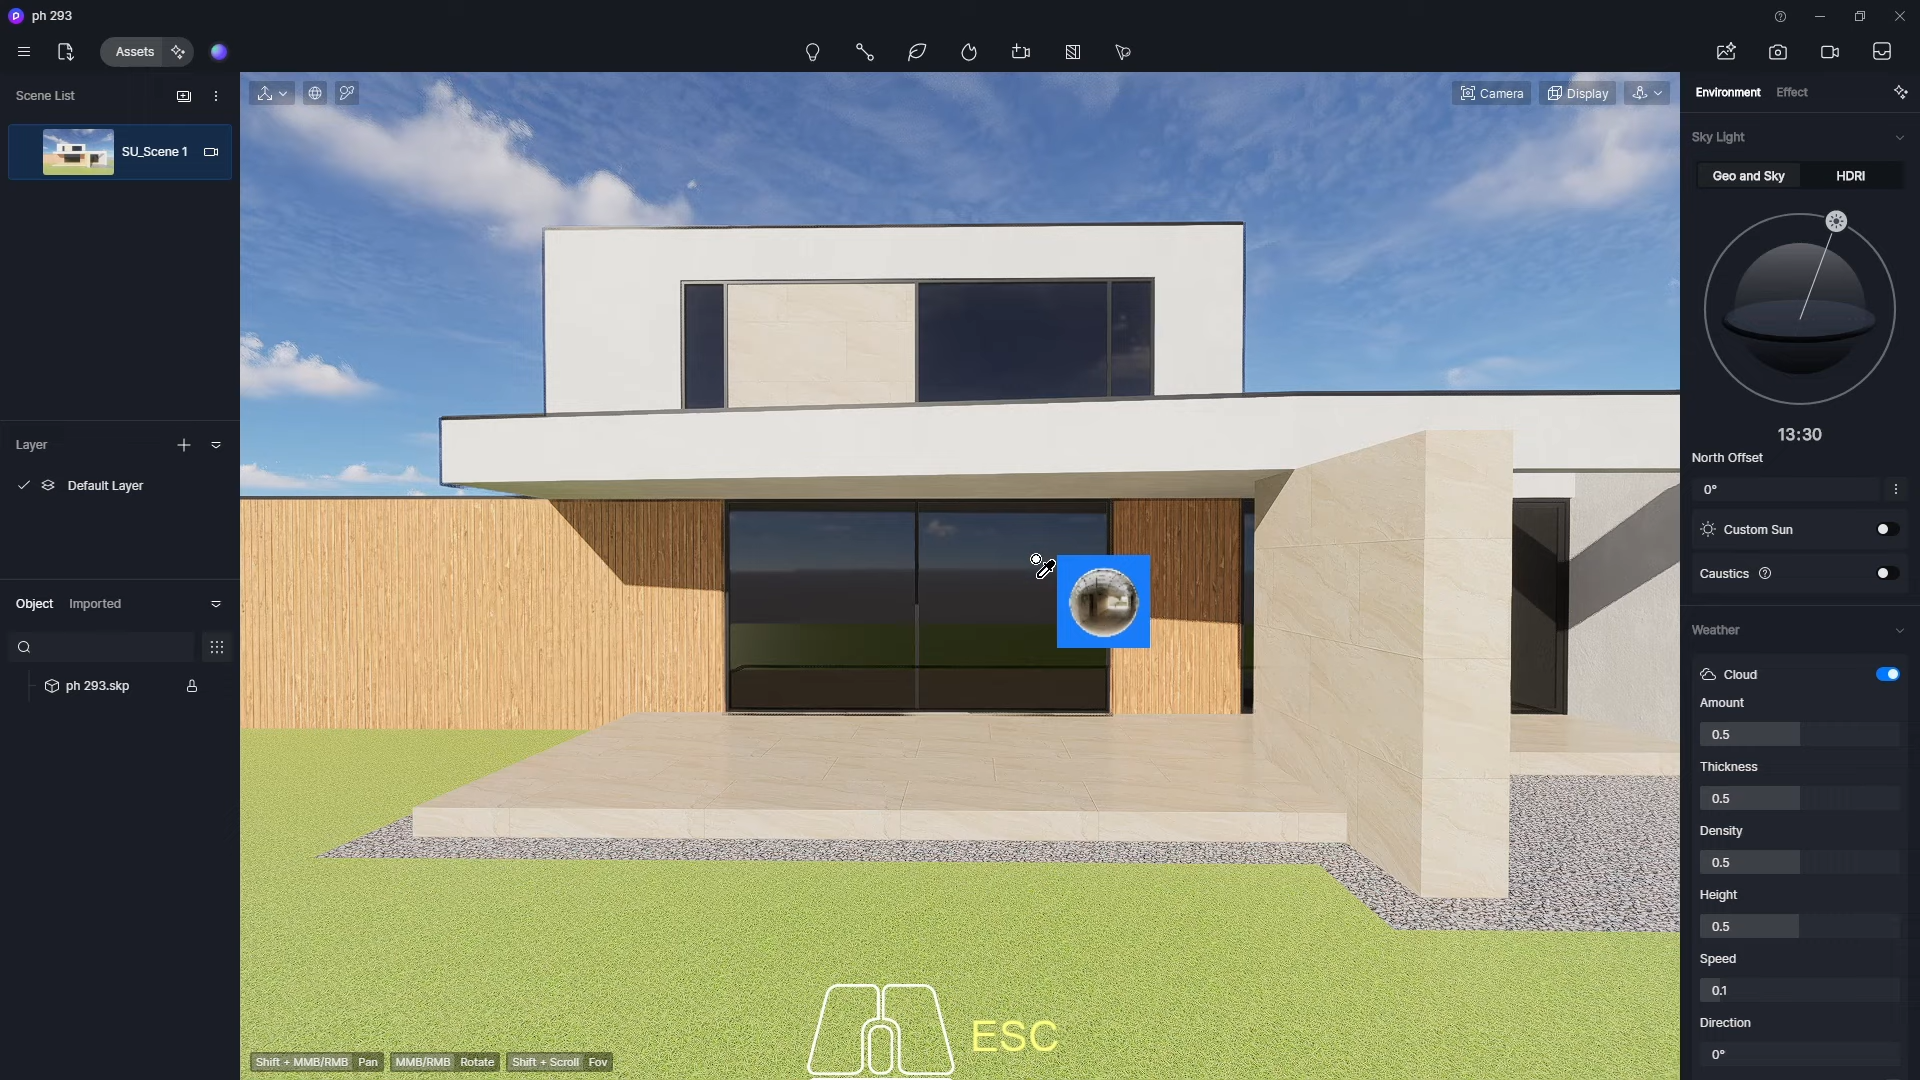 ph 293
Assets
Scene List
SU_Scene 1
Layer
Default Layer
Object
Imported
ph 293.skp
Camera
Display
Shift + MMB/RMB Pan
MMB/RMB Rotate
Shift + Scroll Fov
ESC
Environment
Effect
Sky Light
Geo and Sky
HDRI
13:30
North Offset
0°
Custom Sun
Caustics
Weather
Cloud
Amount
0.5
Thickness
0.5
Density
0.5
Height
0.5
Speed
0.1
Direction
0°